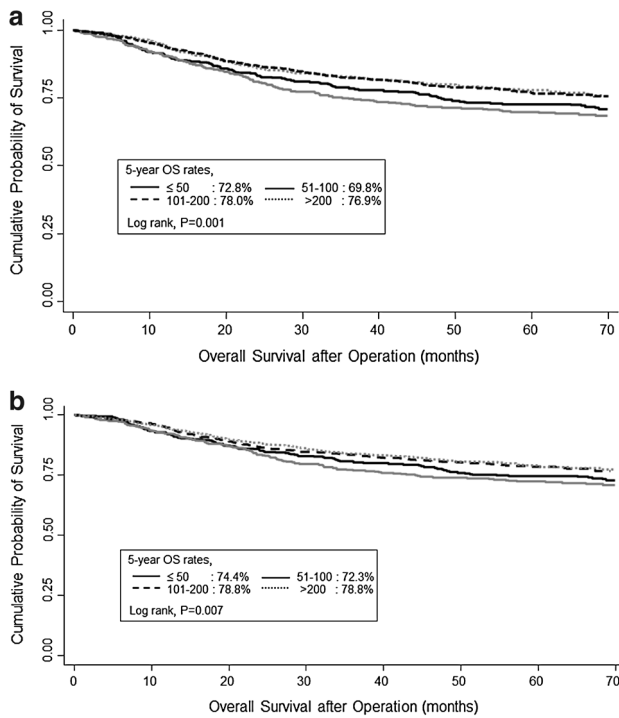 a
Cumulative Probability of Survival
1.00
0.75
0.50
0.25
0.00
5-year OS rates,
≤ 50 : 72.8% 51-100 : 69.8%
101-200 : 78.0% >200 : 76.9%
Log rank, P=0.001
0 10 20 30 40 50 60 70
Overall Survival after Operation (months)
b
Cumulative Probability of Survival
1.00
0.75
0.50
0.25
0.00
5-year OS rates,
≤ 50 : 74.4% 51-100 : 72.3%
101-200 : 78.8% >200 : 78.8%
Log rank, P=0.007
0 10 20 30 40 50 60 70
Overall Survival after Operation (months)